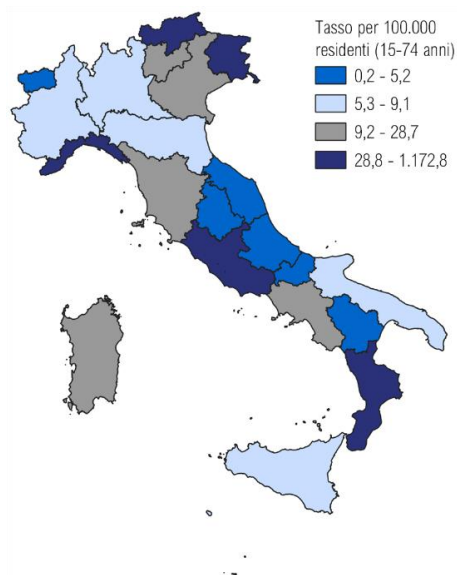 Tasso per 100.000
residenti (15-74 anni)
0,2 - 5,2
5,3 - 9,1
9,2 - 28,7
28,8 - 1.172,8